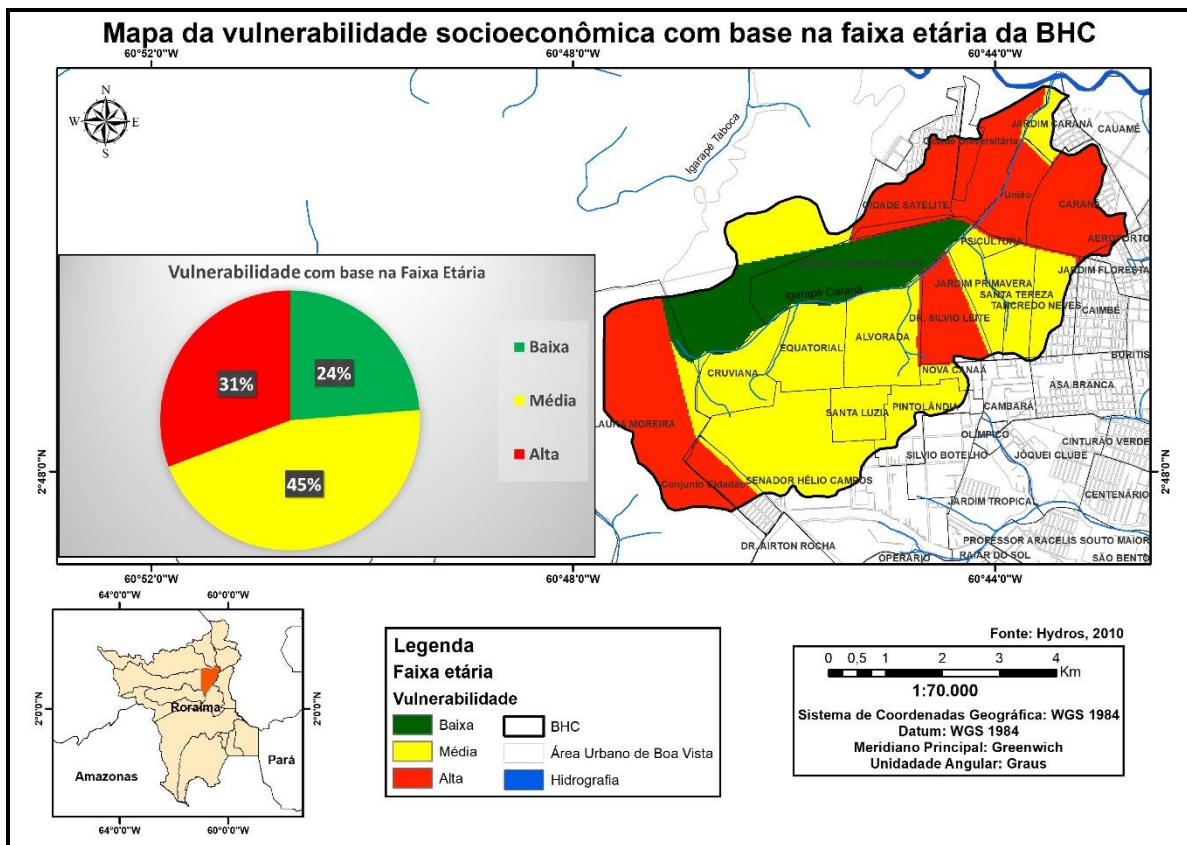 Mapa da vulnerabilidade socioeconômica com base na faixa etária da BHC
60°52'0"W
60°48'0"W
60°44'0"W
N
W
E
S
Igarapé Taboca
JARDIM CARANÃ
CAUAMÉ
Cidade Universitária
União
CIDADE SATÉLITE
CARANÃ
PSICULTURA
AEROPORTO
JARDIM FLORESTA
JARDIM PRIMAVERA
SANTA TEREZA
TANCREDO NEVES
CAIMBÉ
Igarapé Caranã
DR. SILVIO LEITE
ALVORADA
EQUATORIAL
BURITIS
CRUVIANA
NOVA CANAÃ
ASA BRANCA
SANTA LUZIA
PINTOLÂNDIA
CAMBARÁ
LAURA MOREIRA
OLÍMPICO
CINTURÃO VERDE
SILVIO BOTELHO
JÓQUEI CLUBE
Conjunto Cidadão
SENADOR HÉLIO CAMPOS
CENTENÁRIO
JARDIM TROPICAL
DR. AIRTON ROCHA
PROFESSOR ARACELIS SOUTO MAIOR
OPERARIO
RAIAR DO SOL
SÃO BENTO
2°48'0"N
2°48'0"N
Vulnerabilidade com base na Faixa Etária
31%
24%
45%
Baixa
Média
Alta
60°52'0"W
60°48'0"W
60°44'0"W
64°0'0"W
60°0'0"W
2°0'0"N
2°0'0"N
Roraima
Amazonas
Pará
64°0'0"W
60°0'0"W
Legenda
Faixa etária
Vulnerabilidade
Baixa
Média
Alta
BHC
Área Urbano de Boa Vista
Hidrografia
Fonte: Hydros, 2010
0 0,5 1 2 3 4
Km
1:70.000
Sistema de Coordenadas Geográfica: WGS 1984
Datum: WGS 1984
Meridiano Principal: Greenwich
Unidadade Angular: Graus